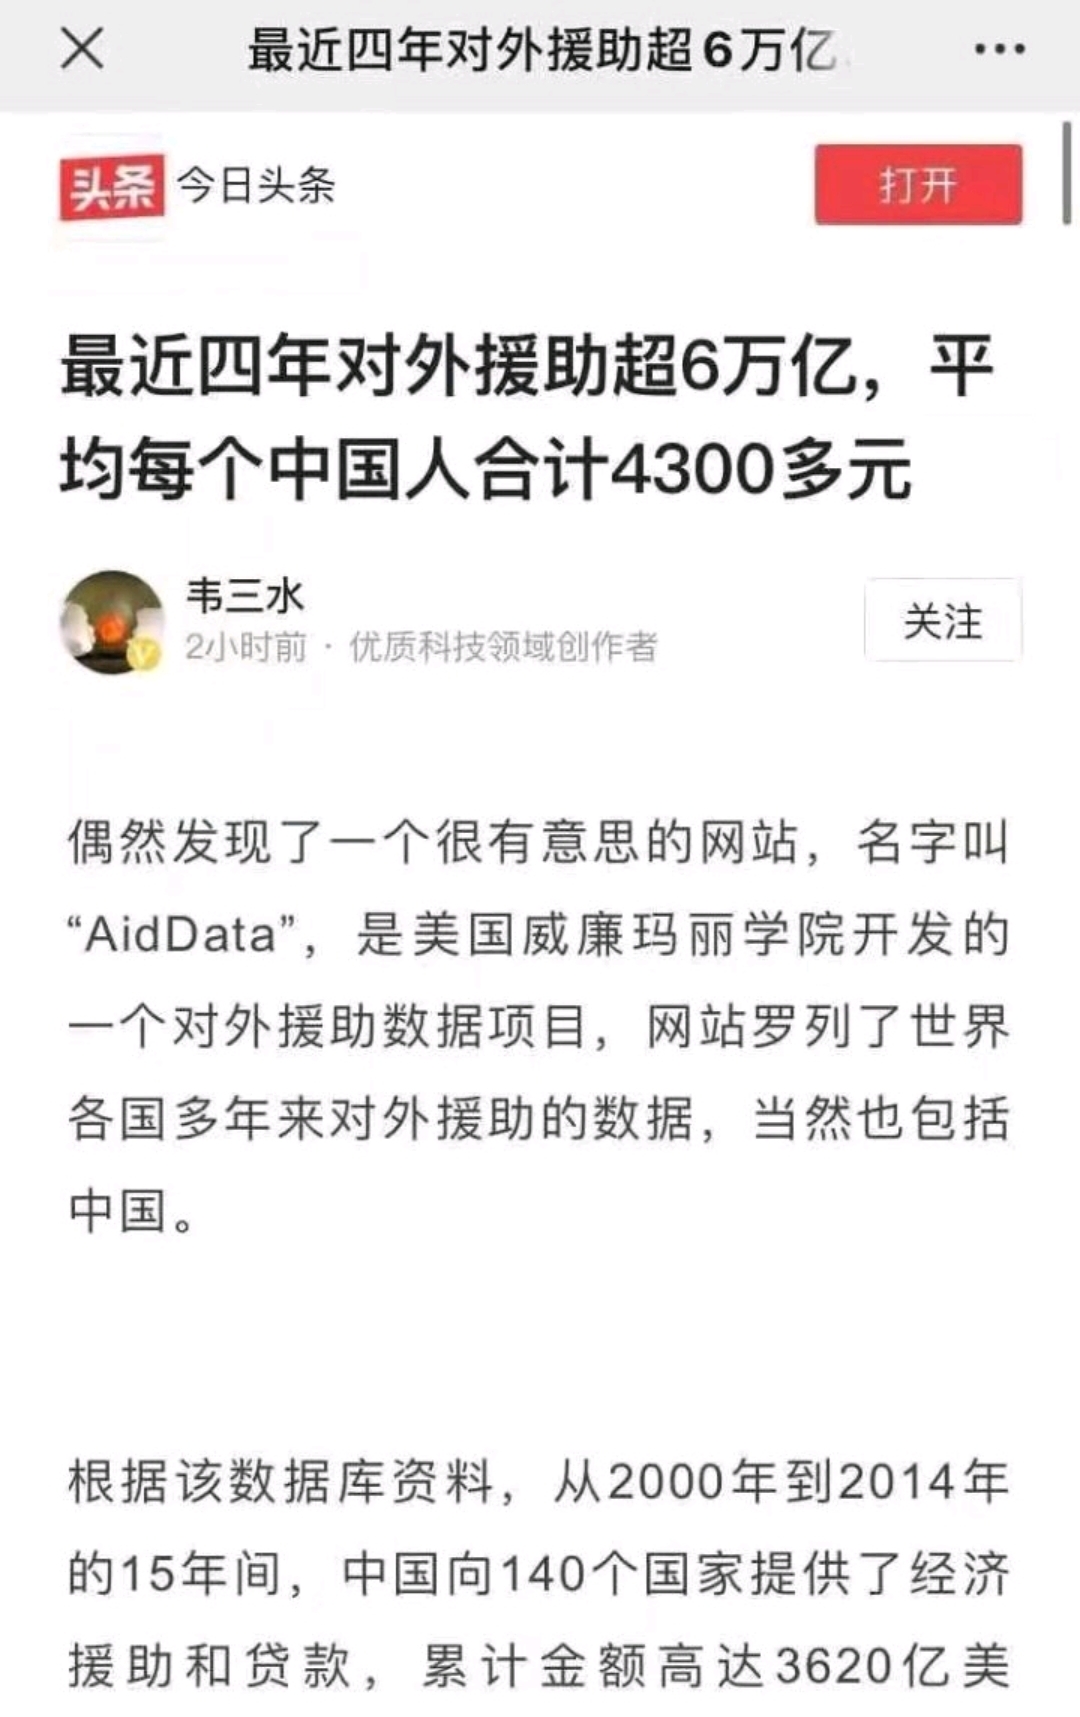 最近四年对外援助超6万亿
头条 今日头条 打开
最近四年对外援助超6万亿，平
均每个中国人合计4300多元
韦三水
2小时前 · 优质科技领域创作者
关注
偶然发现了一个很有意思的网站，名字叫
“AidData”，是美国威廉玛丽学院开发的
一个对外援助数据项目，网站罗列了世界
各国多年来对外援助的数据，当然也包括
中国。
根据该数据库资料，从2000年到2014年
的15年间，中国向140个国家提供了经济
援助和贷款，累计金额高达3620亿美